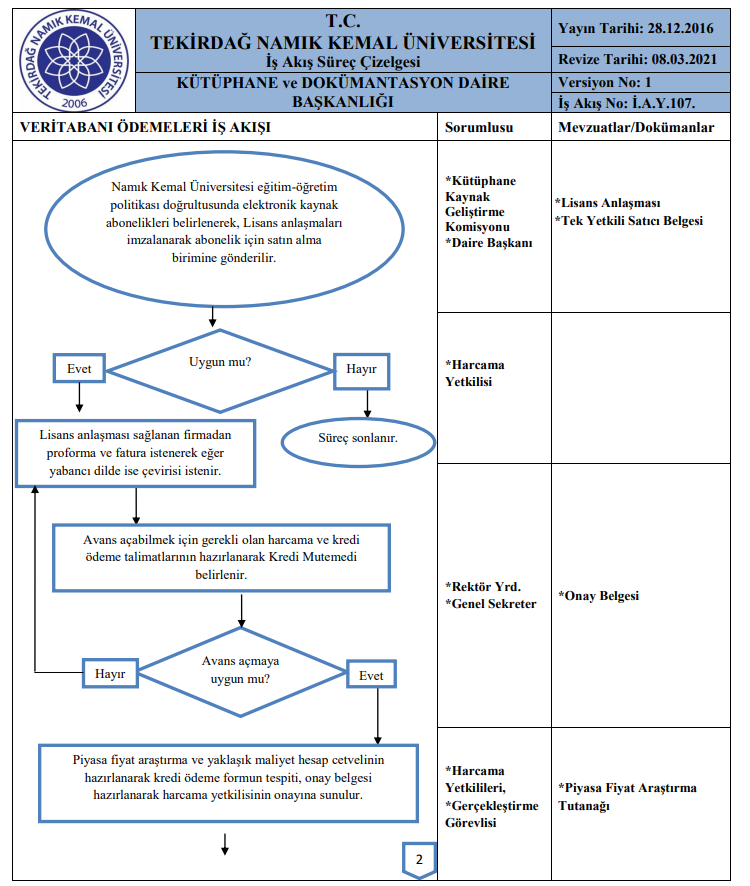 TEKİRDAĞ NAMIK KEMAL ÜNİVERSİTESİ
2006
T.C.
TEKİRDAĞ NAMIK KEMAL ÜNİVERSİTESİ
İş Akış Süreç Çizelgesi
KÜTÜPHANE ve DOKÜMANTASYON DAİRE
BAŞKANLIĞI
Yayın Tarihi: 28.12.2016
Revize Tarihi: 08.03.2021
Versiyon No: 1
İş Akış No: İ.A.Y.107.
VERİTABANI ÖDEMELERİ İŞ AKIŞI
Sorumlusu
Mevzuatlar/Dokümanlar
Namık Kemal Üniversitesi eğitim-öğretim
politikası doğrultusunda elektronik kaynak
abonelikleri belirlenerek, Lisans anlaşmaları
imzalanarak abonelik için satın alma
birimine gönderilir.
*Kütüphane
Kaynak
Geliştirme
Komisyonu
*Daire Başkanı
*Lisans Anlaşması
*Tek Yetkili Satıcı Belgesi
Uygun mu?
Evet
Hayır
*Harcama
Yetkilisi
Lisans anlaşması sağlanan firmadan
proforma ve fatura istenerek eğer
yabancı dilde ise çevirisi istenir.
Süreç sonlanır.
Avans açabilmek için gerekli olan harcama ve kredi
ödeme talimatlarının hazırlanarak Kredi Mutemedi
belirlenir.
*Rektör Yrd.
*Genel Sekreter
*Onay Belgesi
Avans açmaya
uygun mu?
Hayır
Evet
Piyasa fiyat araştırma ve yaklaşık maliyet hesap cetvelinin
hazırlanarak kredi ödeme formun tespiti, onay belgesi
hazırlanarak harcama yetkilisinin onayına sunulur.
*Harcama
Yetkilileri,
*Gerçekleştirme
Görevlisi
*Piyasa Fiyat Araştırma
Tutanağı
2